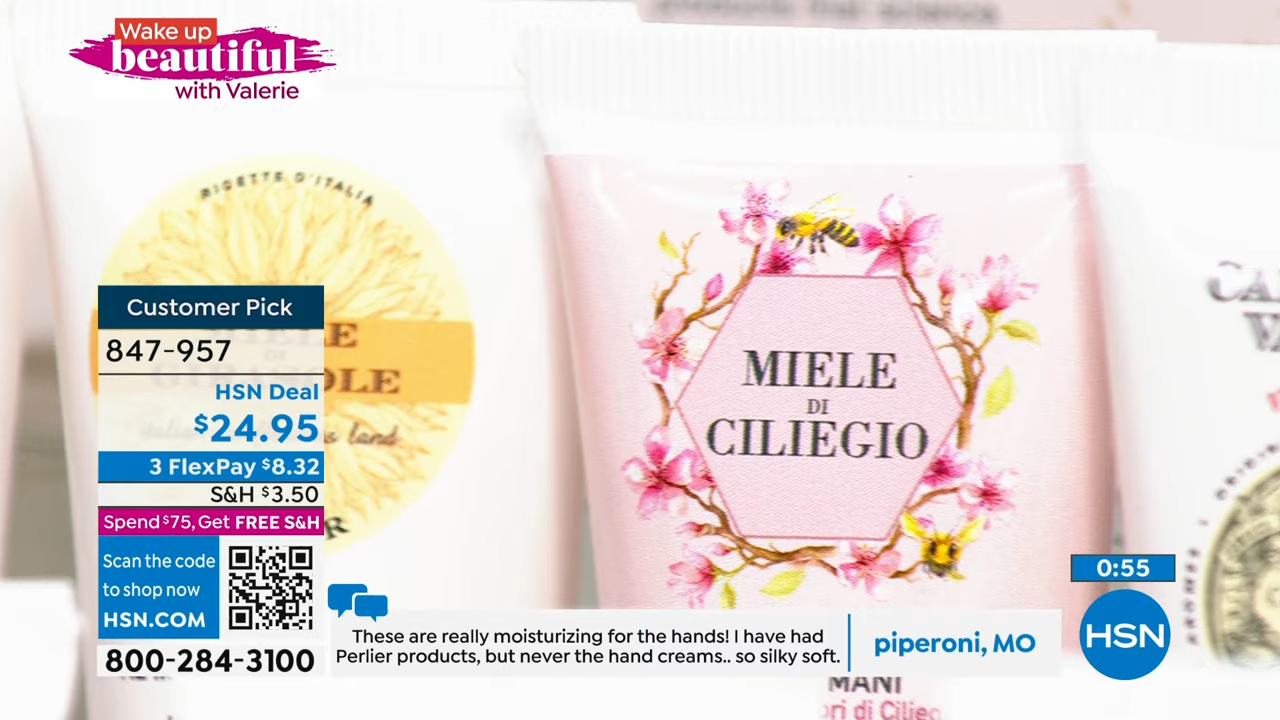 Wake up
beautiful
with Valerie
RICETTE D'ITALIA
Customer Pick
847-957
HSN Deal
$24.95
3 FlexPay $8.32
S&H $3.50
Spend $75, Get FREE S&H
Scan the code
to shop now
HSN.COM
800-284-3100
land
MIELE
DI
CILIEGIO
MANI
These are really moisturizing for the hands! I have had
Perlier products, but never the hand creams.. so silky soft.
piperoni, MO
0:55
HSN